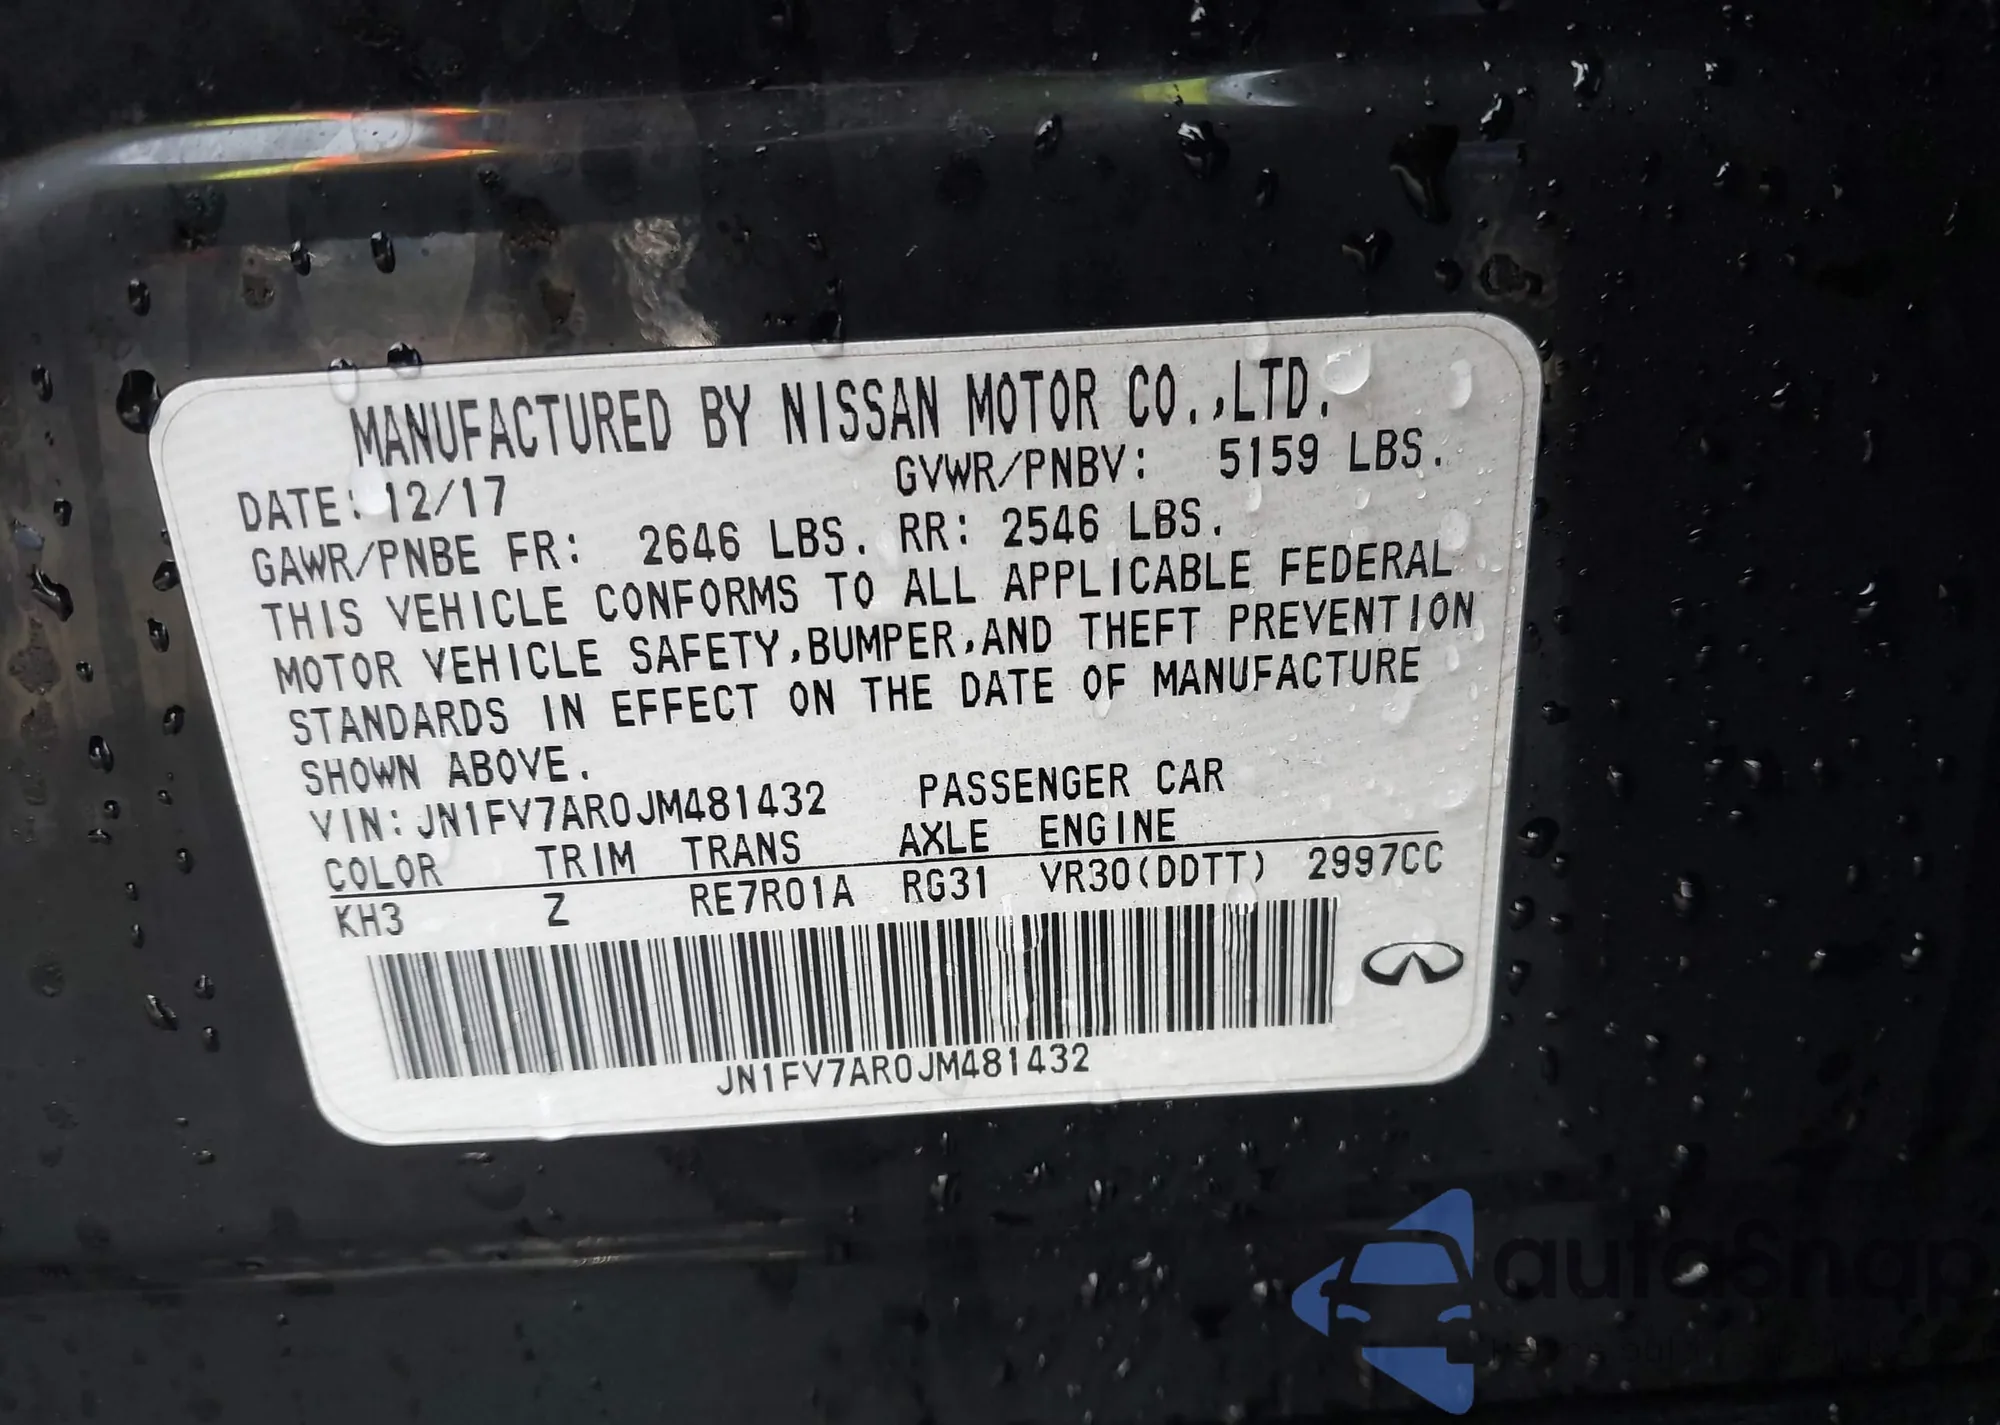 MANUFACTURED BY NISSAN MOTOR CO.,LTD.
DATE: 12/17 GVWR/PNBV: 5159 LBS.
GAWR/PNBE FR: 2646 LBS. RR: 2546 LBS.
THIS VEHICLE CONFORMS TO ALL APPLICABLE FEDERAL
MOTOR VEHICLE SAFETY,BUMPER,AND THEFT PREVENTION
STANDARDS IN EFFECT ON THE DATE OF MANUFACTURE
SHOWN ABOVE.
VIN:JN1FV7AR0JM481432 PASSENGER CAR
COLOR TRIM TRANS AXLE ENGINE
KH3 Z RE7R01A RG31 VR30(DDTT) 2997CC
JN1FV7AR0JM481432
autoSnap